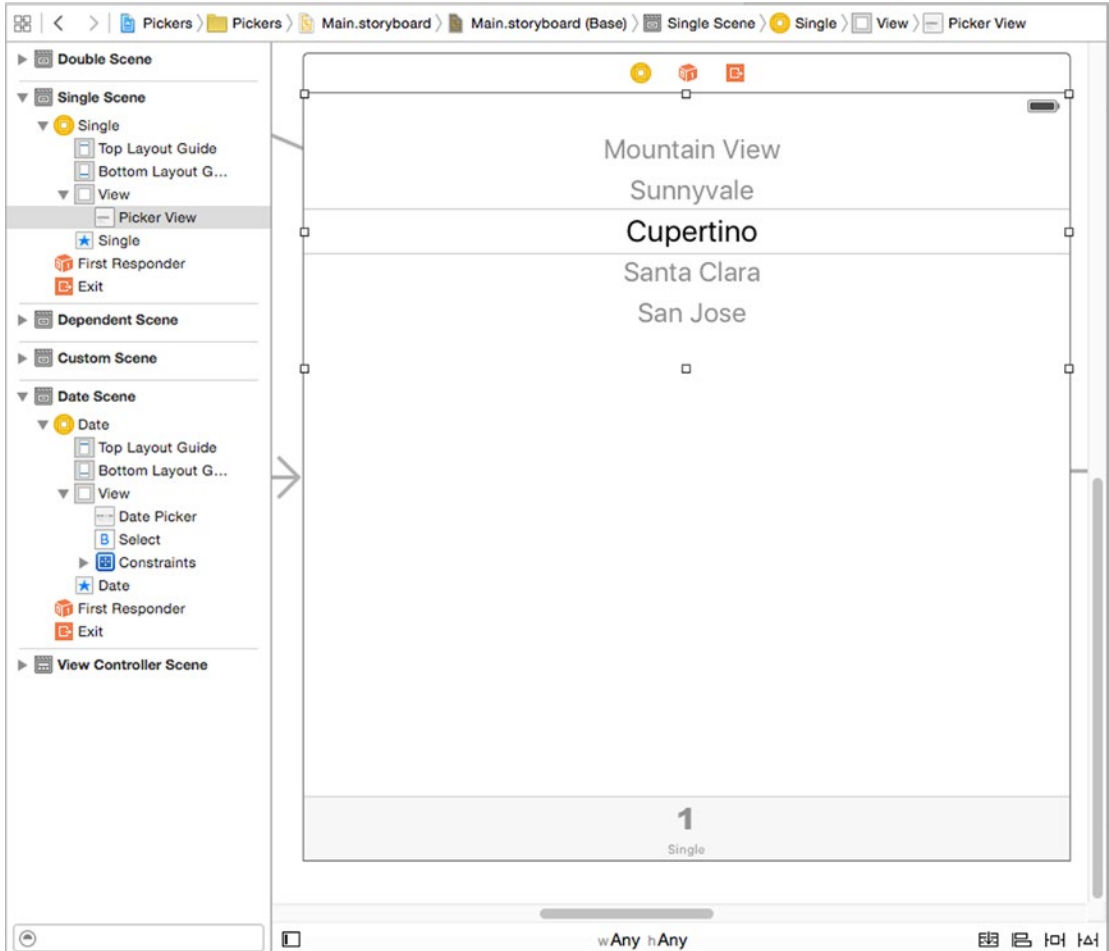 Pickers 〉 Pickers 〉 Main.storyboard 〉 Main.storyboard (Base) 〉 Single Scene 〉 Single 〉 View 〉 Picker View
Double Scene
Single Scene
Single
Top Layout Guide
Bottom Layout G...
View
Picker View
Single
First Responder
Exit
Dependent Scene
Custom Scene
Date Scene
Date
Top Layout Guide
Bottom Layout G...
View
Date Picker
B Select
Constraints
Date
First Responder
Exit
View Controller Scene
Mountain View
Sunnyvale
Cupertino
Santa Clara
San Jose
1
Single
wAny hAny